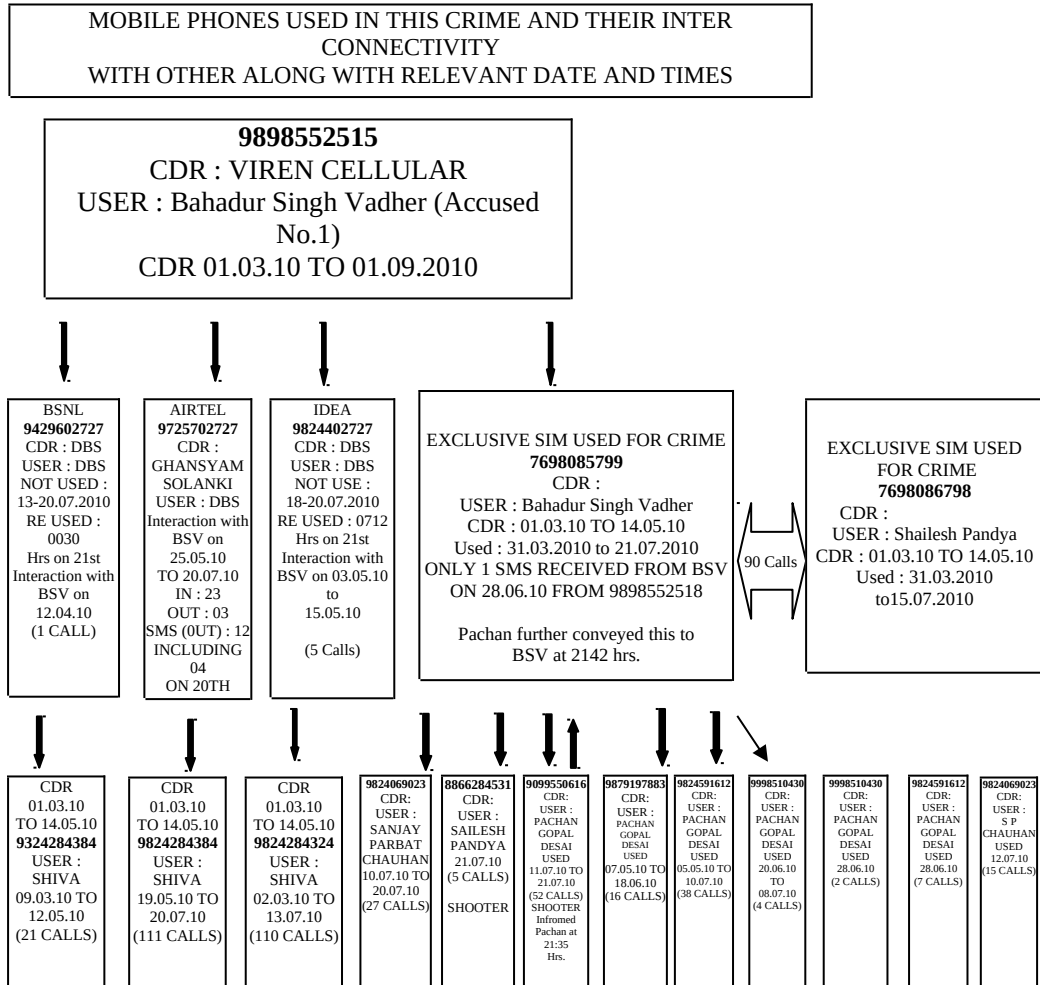 MOBILE PHONES USED IN THIS CRIME AND THEIR INTER
CONNECTIVITY
WITH OTHER ALONG WITH RELEVANT DATE AND TIMES
9898552515
CDR : VIREN CELLULAR
USER : Bahadur Singh Vadher (Accused
No.1)
CDR 01.03.10 TO 01.09.2010
BSNL
9429602727
CDR : DBS
USER : DBS
NOT USED :
13-20.07.2010
RE USED :
0030
Hrs on 21st
Interaction with
BSV on
12.04.10
(1 CALL)
AIRTEL
9725702727
CDR :
GHANSYAM
SOLANKI
USER : DBS
Interaction with
BSV on
25.05.10
TO 20.07.10
IN : 23
OUT : 03
SMS (0UT) : 12
INCLUDING
04
ON 20TH
IDEA
9824402727
CDR : DBS
USER : DBS
NOT USE :
18-20.07.2010
RE USED : 0712
Hrs on 21st
Interaction with
BSV on 03.05.10
to
15.05.10
(5 Calls)
EXCLUSIVE SIM USED FOR CRIME
7698085799
CDR :
USER : Bahadur Singh Vadher
CDR : 01.03.10 TO 14.05.10
Used : 31.03.2010 to 21.07.2010
ONLY 1 SMS RECEIVED FROM BSV
ON 28.06.10 FROM 9898552518
Pachan further conveyed this to
BSV at 2142 hrs.
90 Calls
EXCLUSIVE SIM USED
FOR CRIME
7698086798
CDR :
USER : Shailesh Pandya
CDR : 01.03.10 TO 14.05.10
Used : 31.03.2010
to15.07.2010
CDR
01.03.10
TO 14.05.10
9324284384
USER :
SHIVA
09.03.10 TO
12.05.10
(21 CALLS)
CDR
01.03.10
TO 14.05.10
9824284384
USER :
SHIVA
19.05.10 TO
20.07.10
(111 CALLS)
CDR
01.03.10
TO 14.05.10
9824284324
USER :
SHIVA
02.03.10 TO
13.07.10
(110 CALLS)
9824069023
CDR:
USER :
SANJAY
PARBAT
CHAUHAN
10.07.10 TO
20.07.10
(27 CALLS)
8866284531
CDR:
USER :
SAILESH
PANDYA
21.07.10
(5 CALLS)
SHOOTER
9099550616
CDR:
USER :
PACHAN
GOPAL
DESAI
USED
11.07.10 TO
21.07.10
(52 CALLS)
SHOOTER
Infromed
Pachan at
21:35
Hrs.
9879197883
CDR:
USER :
PACHAN
GOPAL
DESAI
USED
07.05.10 TO
18.06.10
(16 CALLS)
9824591612
CDR:
USER :
PACHAN
GOPAL
DESAI
USED
05.05.10 TO
10.07.10
(38 CALLS)
9998510430
CDR:
USER :
PACHAN
GOPAL
DESAI
USED
20.06.10
TO
08.07.10
(4 CALLS)
9998510430
CDR:
USER :
PACHAN
GOPAL
DESAI
USED
28.06.10
(2 CALLS)
9824591612
CDR:
USER :
PACHAN
GOPAL
DESAI
USED
28.06.10
(7 CALLS)
9824069023
CDR:
USER :
S P
CHAUHAN
USED
12.07.10
(15 CALLS)